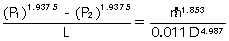 (P₁)^1.9375 - (P₂)^1.9375 / L = ṁ^1.853 / 0.011 D^4.987